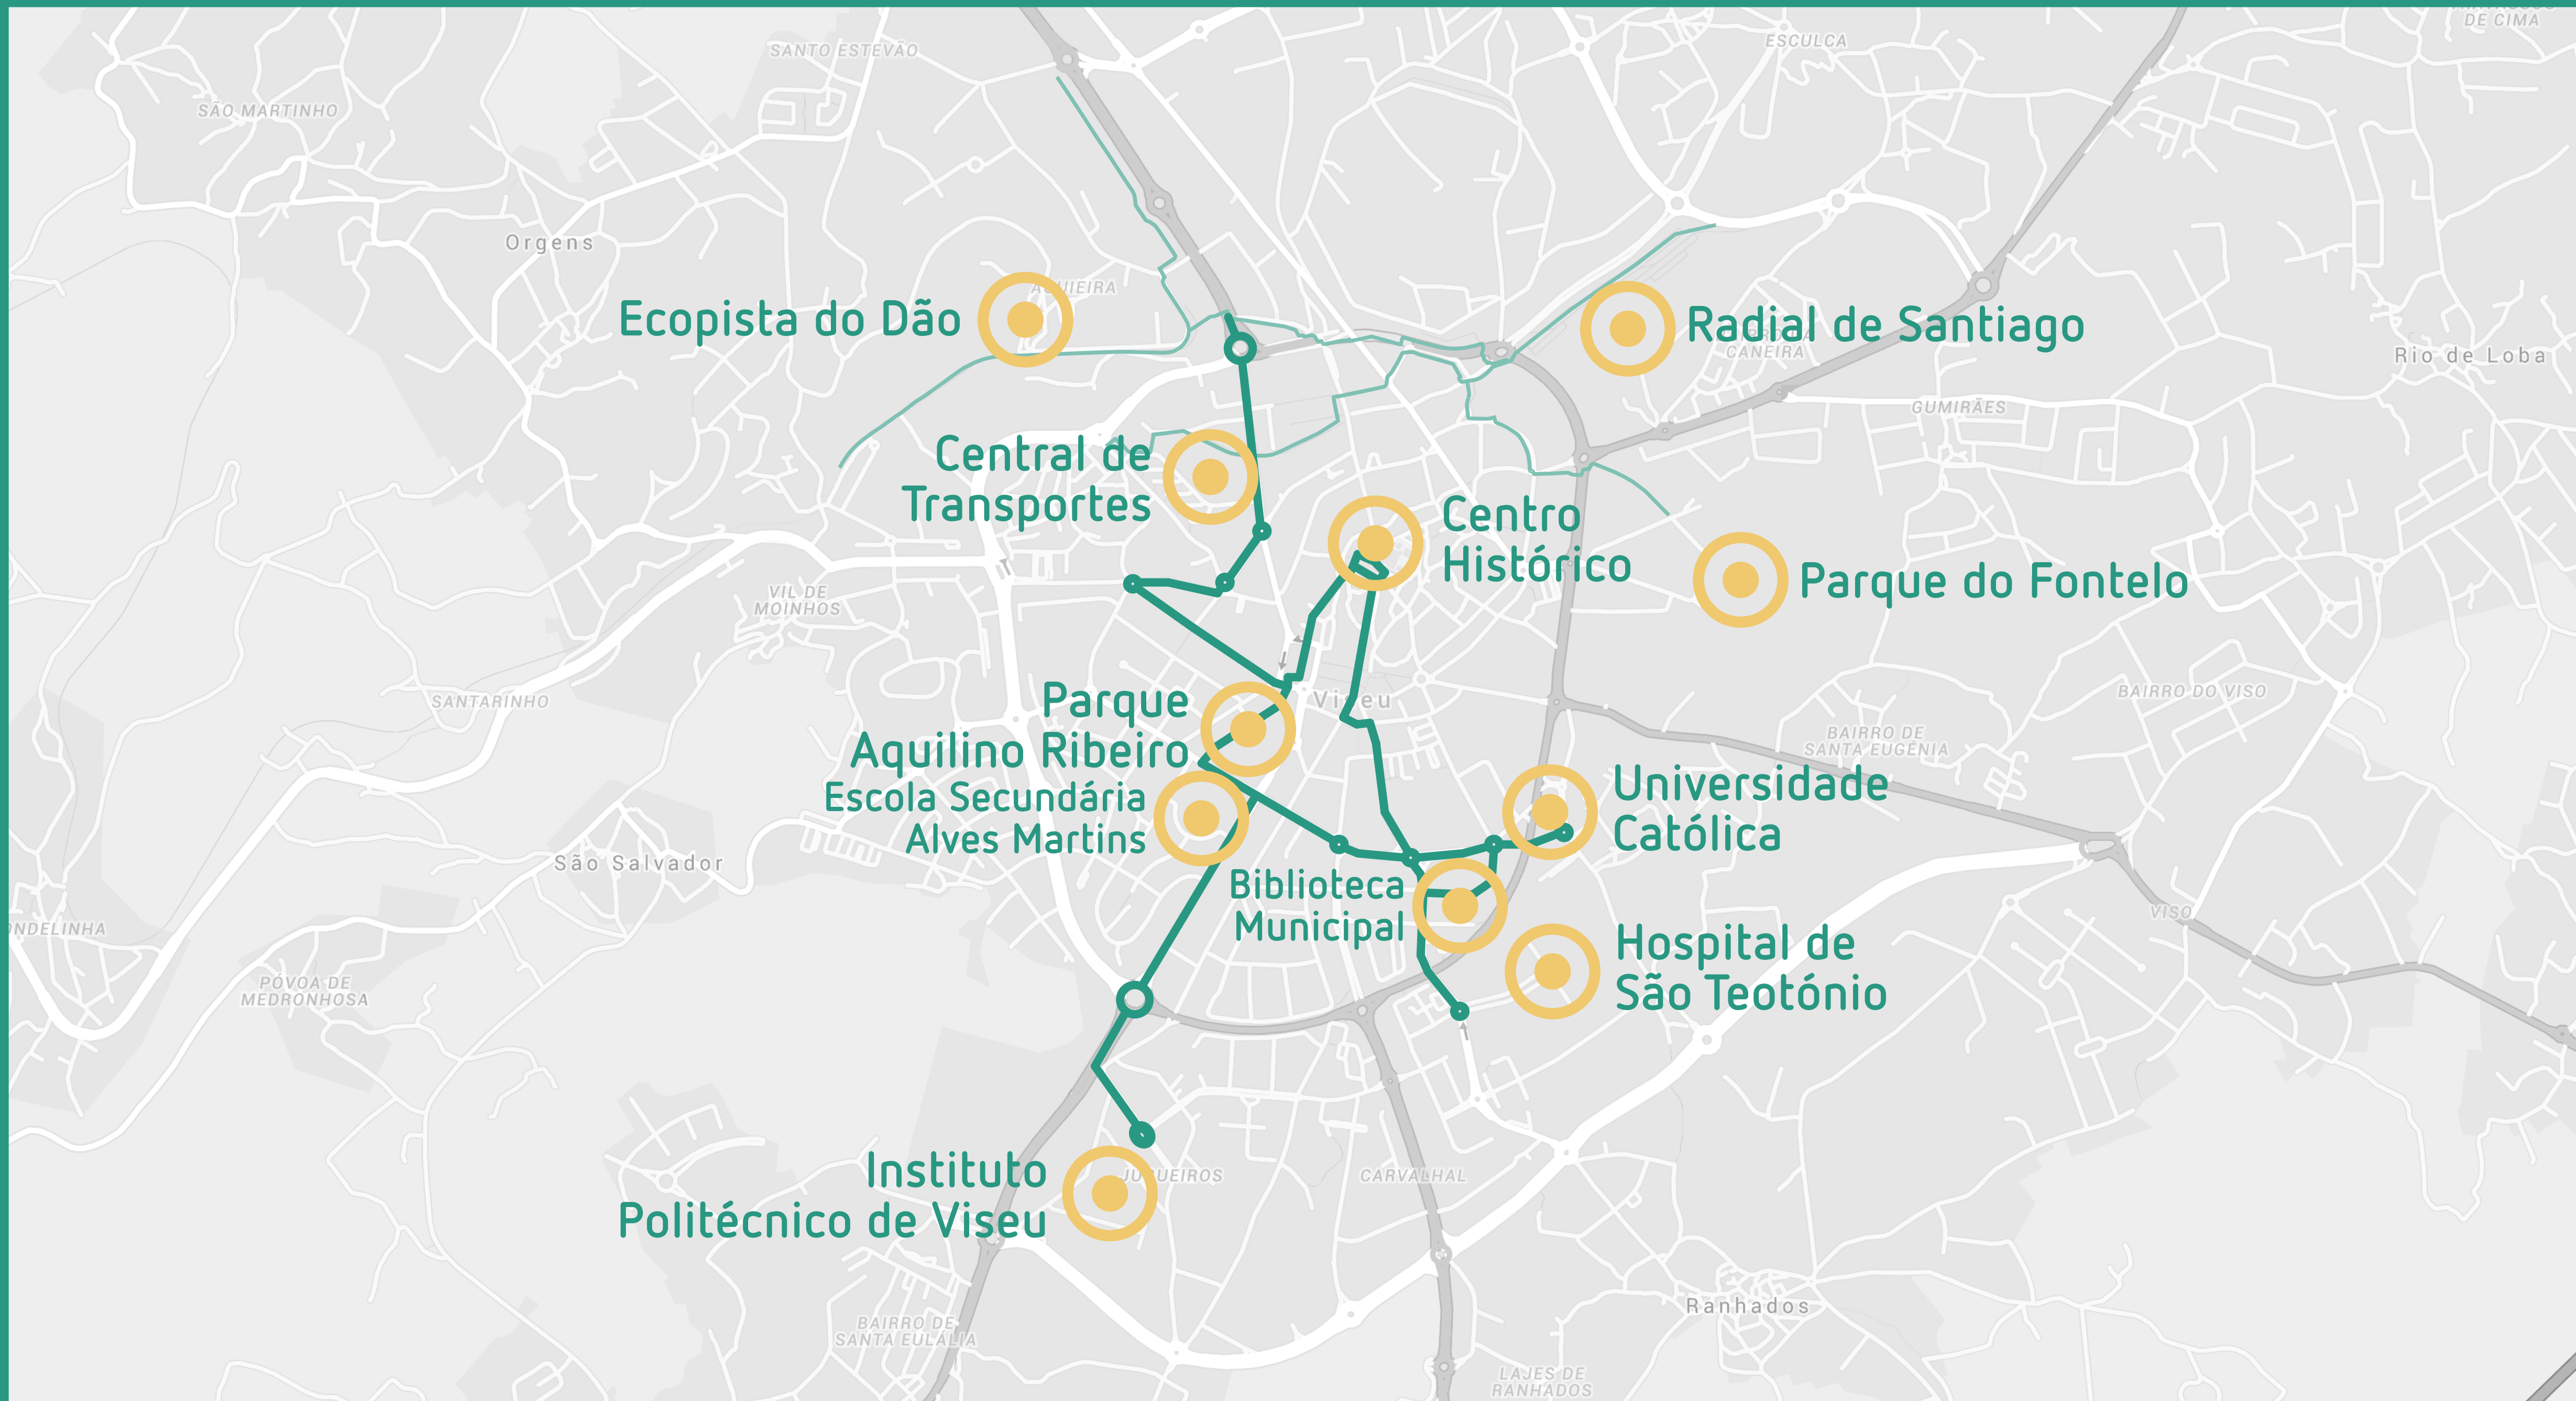 DE CIMA
ESCULCA
SANTO ESTEVÃO
SÃO MARTINHO
Orgens
Ecopista do Dão
Radial de Santiago
CANEIRA
Rio de Loba
GUMIRÃES
Central de
Transportes
Centro
Histórico
Parque do Fontelo
VIL DE
MOINHOS
SANTARINHO
Parque
Aquilino Ribeiro
Viseu
BAIRRO DO VISO
BAIRRO DE
SANTA EUGÉNIA
Escola Secundária
Alves Martins
Universidade
Católica
São Salvador
Biblioteca
Municipal
VISO
Hospital de
São Teotónio
PÓVOA DE
MEDRONHOSA
Instituto
Politécnico de Viseu
JUGUEIROS
CARVALHAL
Ranhados
BAIRRO DE
SANTA EULÁLIA
LAJES DE
RANHADOS